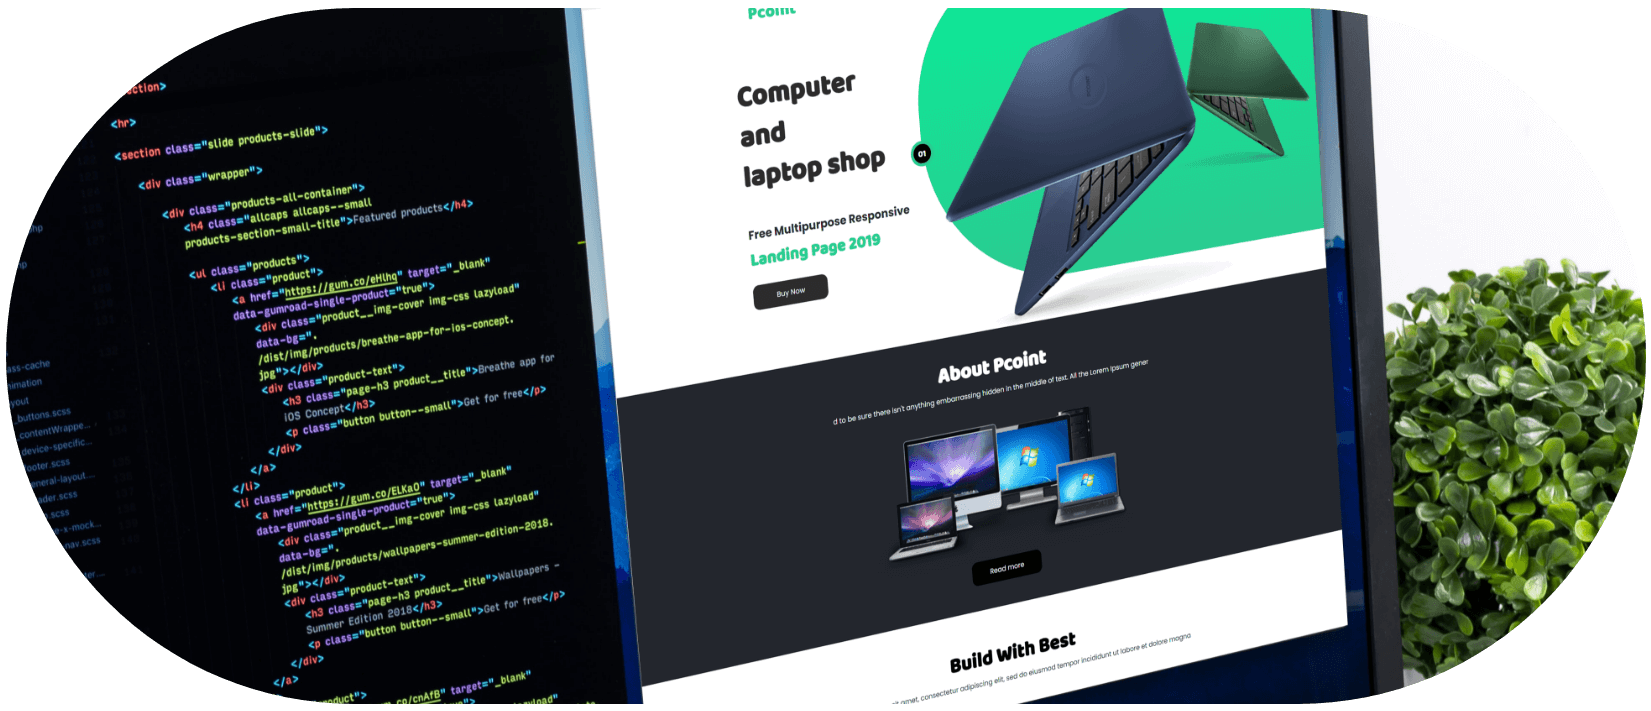 ction>
<hr>
<section class="slide products-slide">
<div class="wrapper">
<div class="products-all-container">
<h4 class="allcaps allcaps--small
products-section-small-title">Featured products</h4>
<ul class="products">
<li class="product">
<a href="https://gum.co/eHlhq" target="_blank"
data-gumroad-single-product="true">
<div class="product__img-cover img-css lazyload"
data-bg=".
/dist/img/products/breathe-app-for-ios-concept.
jpg"></div>
<div class="product-text">
<h3 class="page-h3 product__title">Breathe app for
iOS Concept</h3>
<p class="button button--small">Get for free</p>
</div>
</a>
</li>
<li class="product">
<a href="https://gum.co/ELKaO" target="_blank"
data-gumroad-single-product="true">
<div class="product__img-cover img-css lazyload"
data-bg=".
/dist/img/products/wallpapers-summer-edition-2018.
jpg"></div>
<div class="product-text">
<h3 class="page-h3 product__title">Wallpapers –
Summer Edition 2018</h3>
<p class="button button--small">Get for free</p>
</div>
</a>
product">
m.co/cnAfB" target="_blank"
lazyload"
ass-cache
nimation
yout
_buttons.scss
_contentWrappe...
device-specific...
ooter.scss
eneral-layout....
ader.scss
.scss
e-x-mock...
nav.scss
Pcoint
Computer
and
laptop shop
01
Free Multipurpose Responsive
Landing Page 2019
Buy Now
About Pcoint
d to be sure there isn't anything embarrassing hidden in the middle of text. All the Lorem Ipsum gener
Read more
Build With Best
amet, consectetur adipiscing elit, sed do eiusmod tempor incididunt ut labore et dolore magna